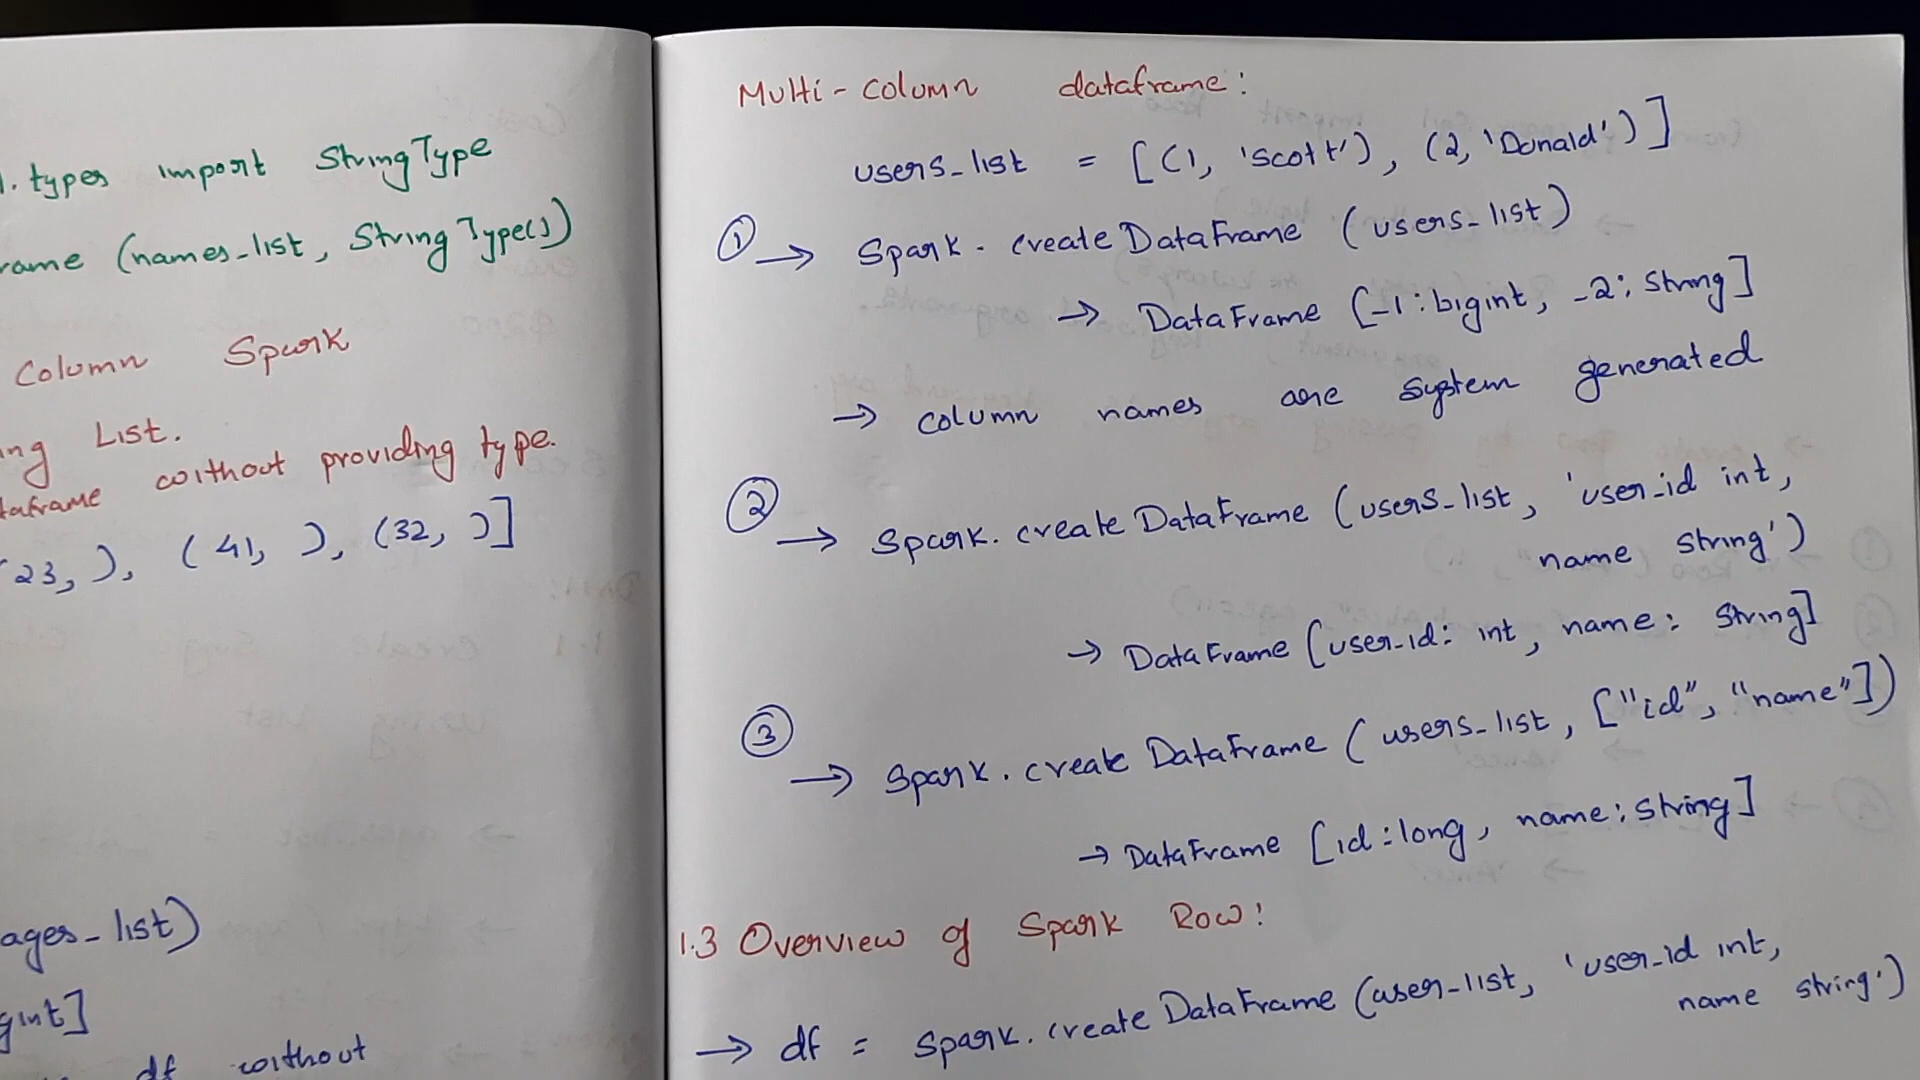 . types import StringType
rame (names_list, StringType())
Column Spark
ing List.
taframe without providing type.
23, ), (41, ), (32, )]
ages_list)
gint]
df without
Multi-column dataframe:
users_list = [(1, 'scott'), (2, 'Donald')]
① → Spark.createDataFrame (users_list)
→ DataFrame [_1:bigint, _2: string]
→ column names are system generated
② → Spark.createDataFrame (users_list, 'user_id int,
name string')
→ DataFrame [user_id: int, name: string]
③ → Spark.createDataFrame (users_list, ["id", "name"])
→ DataFrame [id:long, name:string]
1.3 Overview of Spark Row:
→ df = spark.createDataFrame (user_list, 'user_id int,
name string')